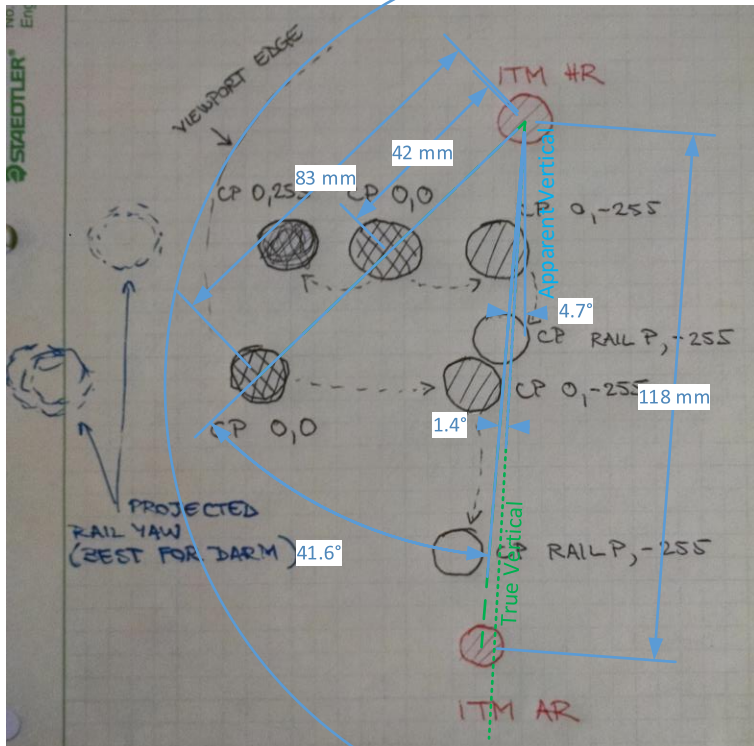 No
Eng
STAEDTLER®
VIEWPORT EDGE
ITM HR
42 mm
83 mm
CP 0,255
CP 0,0
CP 0,-255
Apparent Vertical
4.7°
CP RAIL P,-255
CP 0,-255
118 mm
1.4°
CP 0,0
PROJECTED
RAIL YAW
(BEST FOR DARM)
41.6°
CP RAIL P,-255
True Vertical
ITM AR